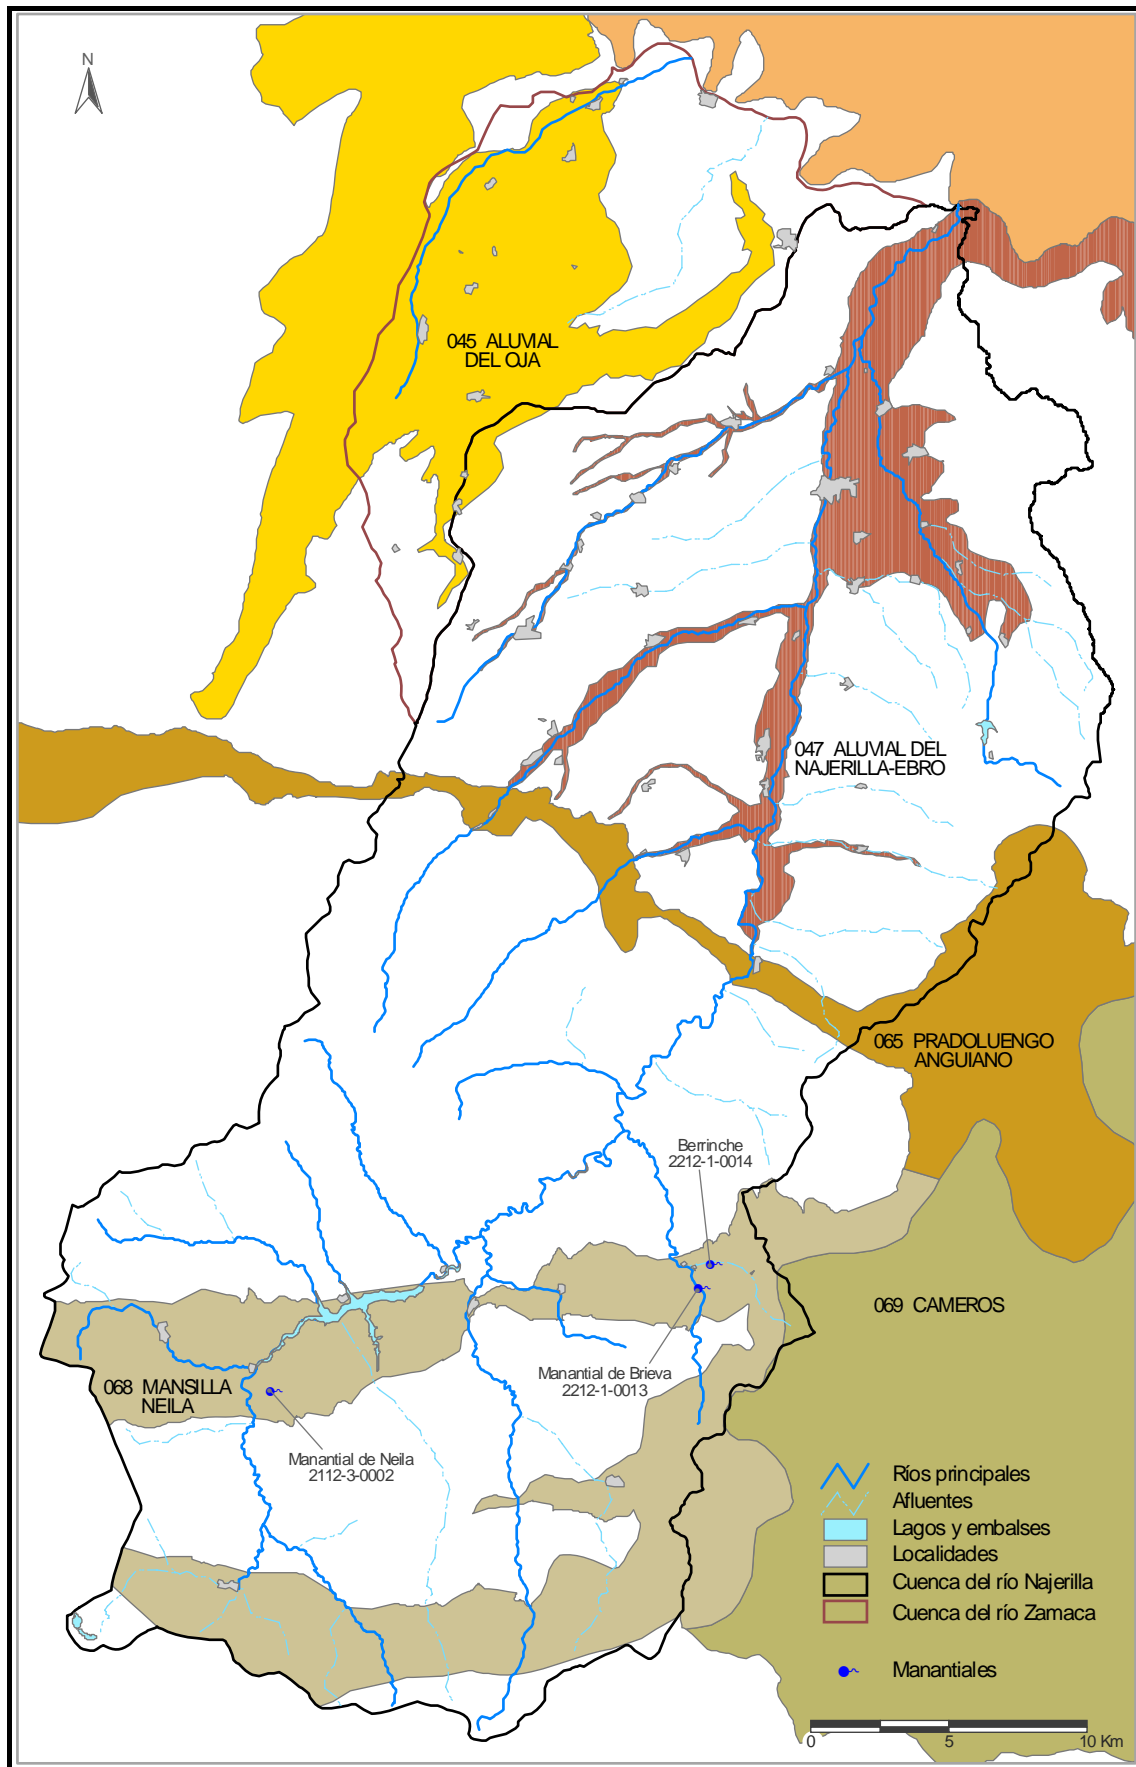 N
045 ALUVIAL
DEL OJA
047 ALUVIAL DEL
NAJERILLA-EBRO
065 PRADOLUENGO
ANGUIANO
Berrinche
2212-1-0014
069 CAMEROS
Manantial de Brieva
2212-1-0013
068 MANSILLA
NEILA
Manantial de Neila
2112-3-0002
Ríos principales
Afluentes
Lagos y embalses
Localidades
Cuenca del río Najerilla
Cuenca del río Zamaca
Manantiales
0 5 10 Km